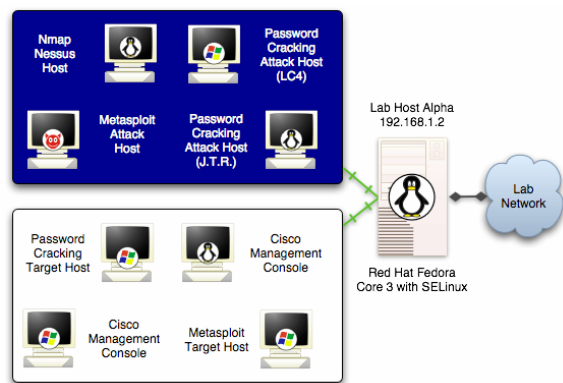 Nmap
Nessus
Host
Password
Cracking
Attack Host
(LC4)
Metasploit
Attack
Host
Password
Cracking
Attack Host
(J.T.R.)
Lab Host Alpha
192.168.1.2
Lab
Network
Red Hat Fedora
Core 3 with SELinux
Password
Cracking
Target Host
Cisco
Management
Console
Cisco
Management
Console
Metasploit
Target Host